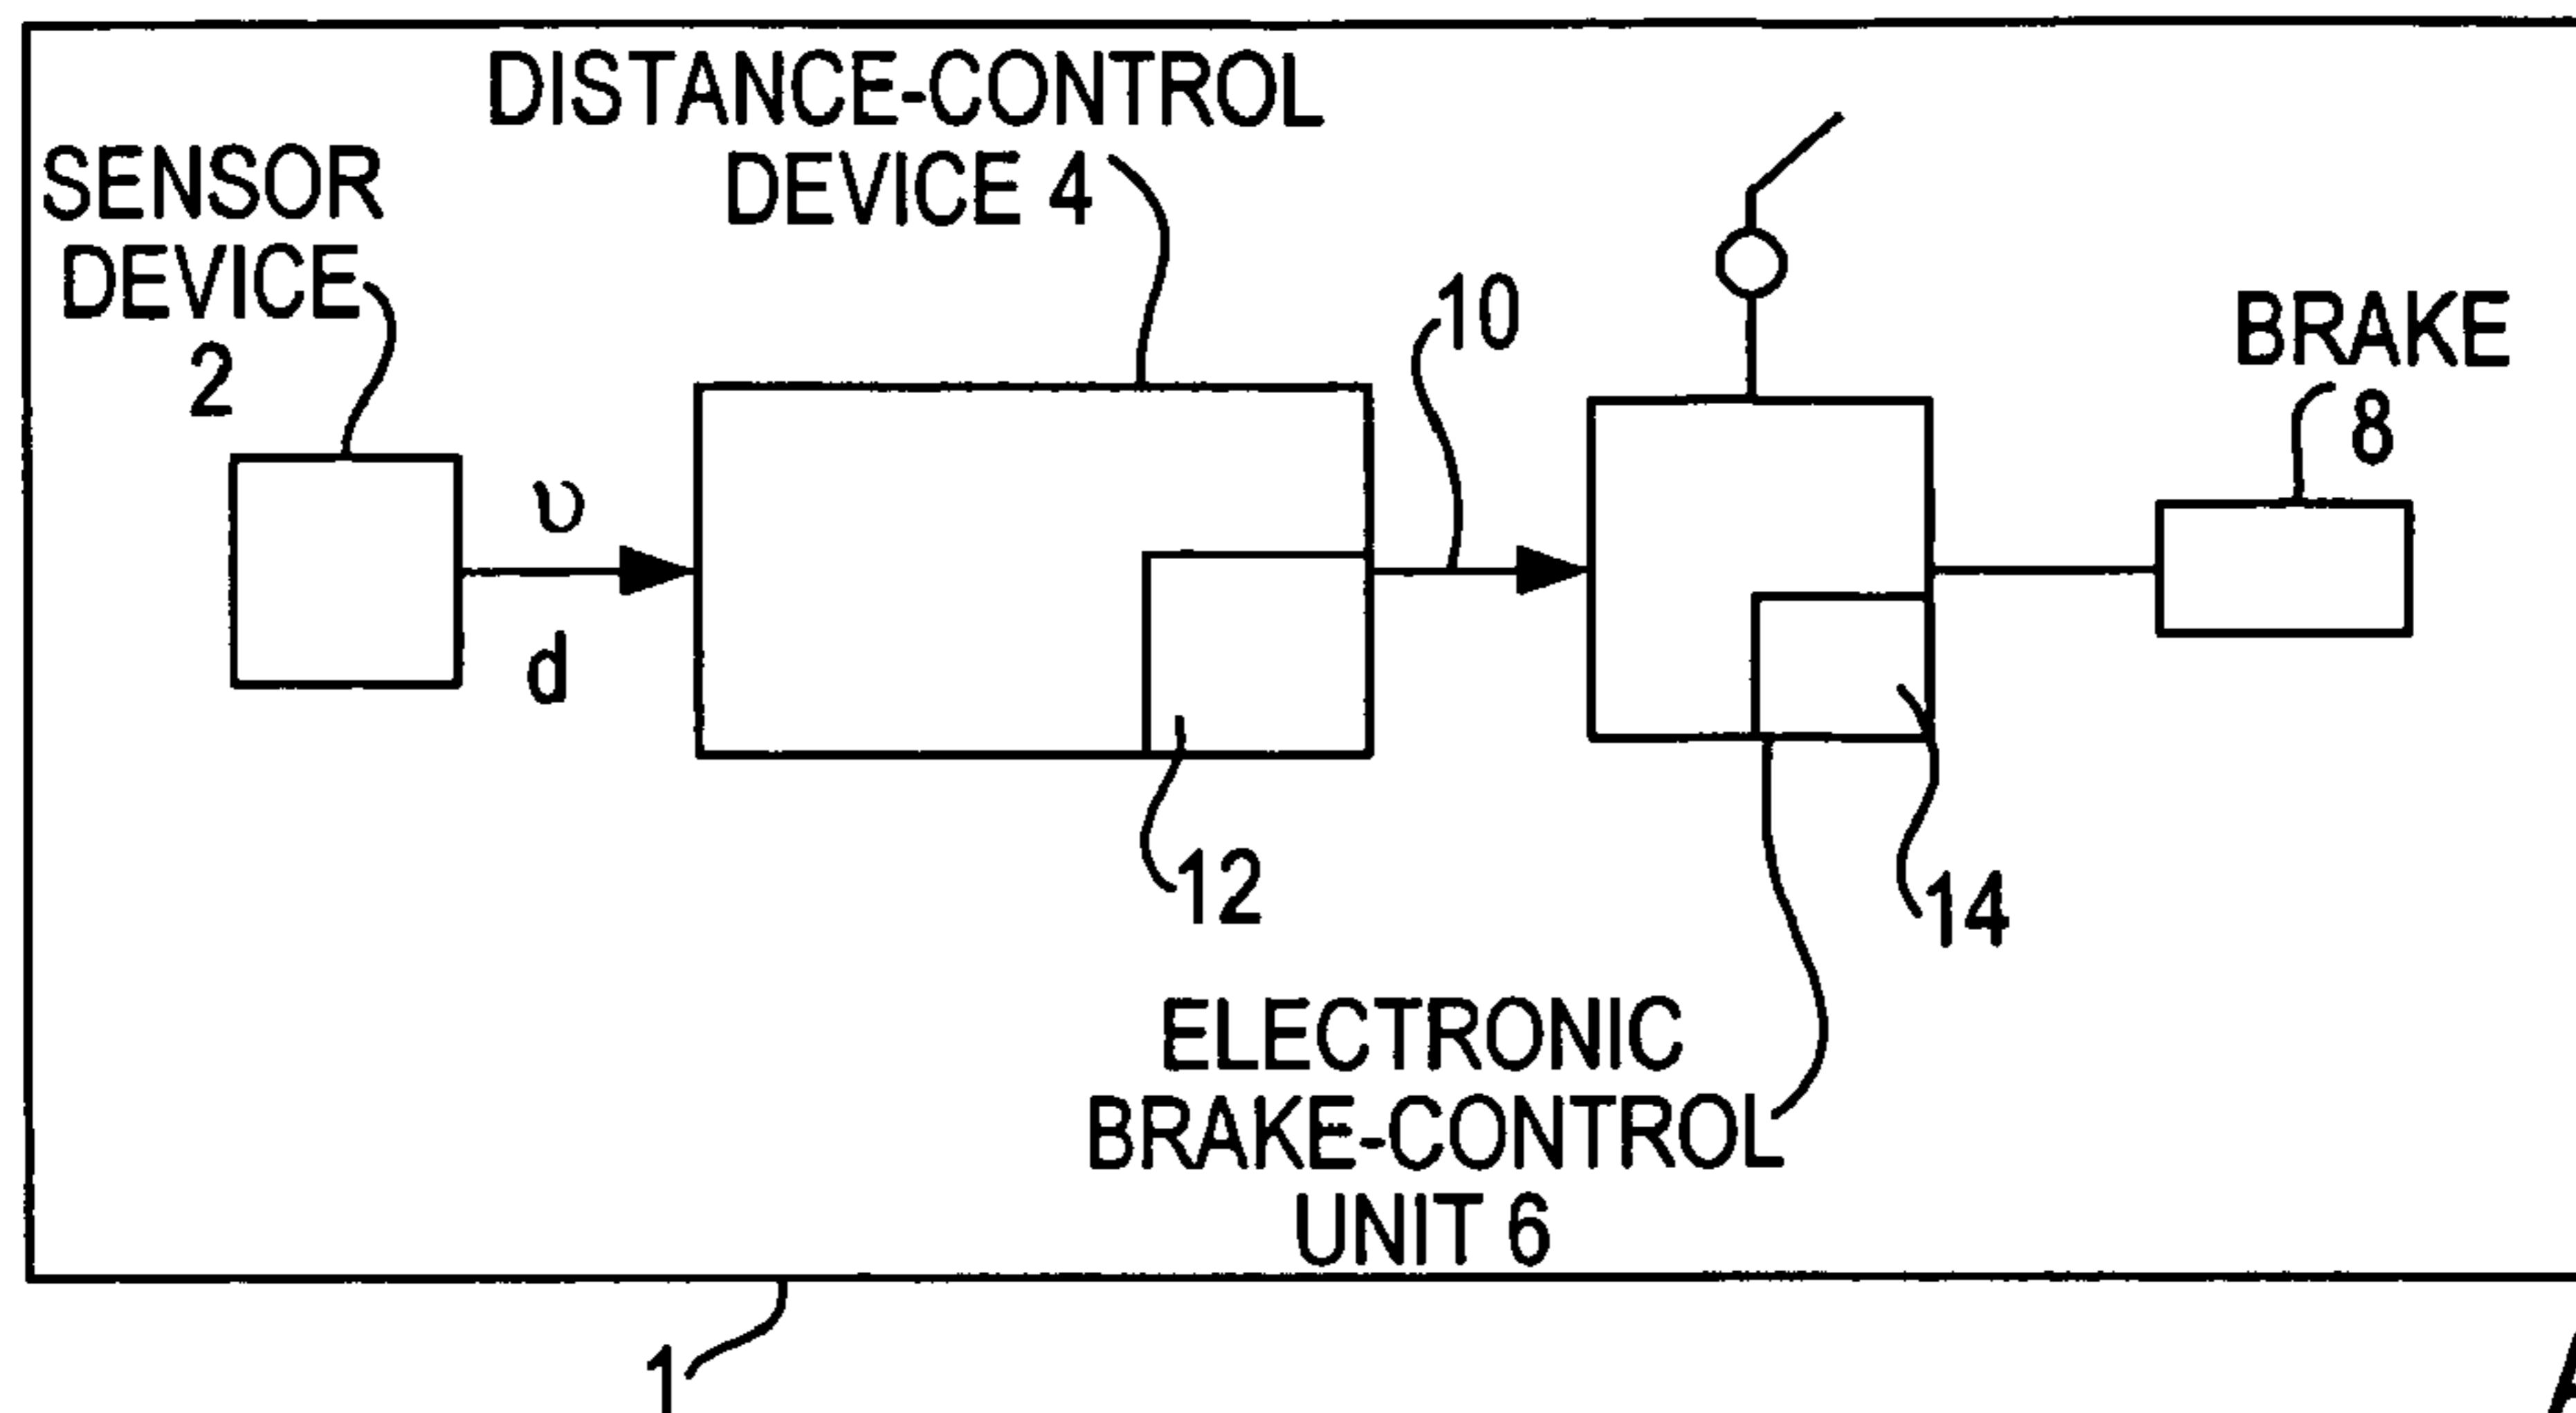 DISTANCE-CONTROL
DEVICE 4
SENSOR
DEVICE
2
10
BRAKE
8
υ
d
12
14
ELECTRONIC
BRAKE-CONTROL
UNIT 6
1